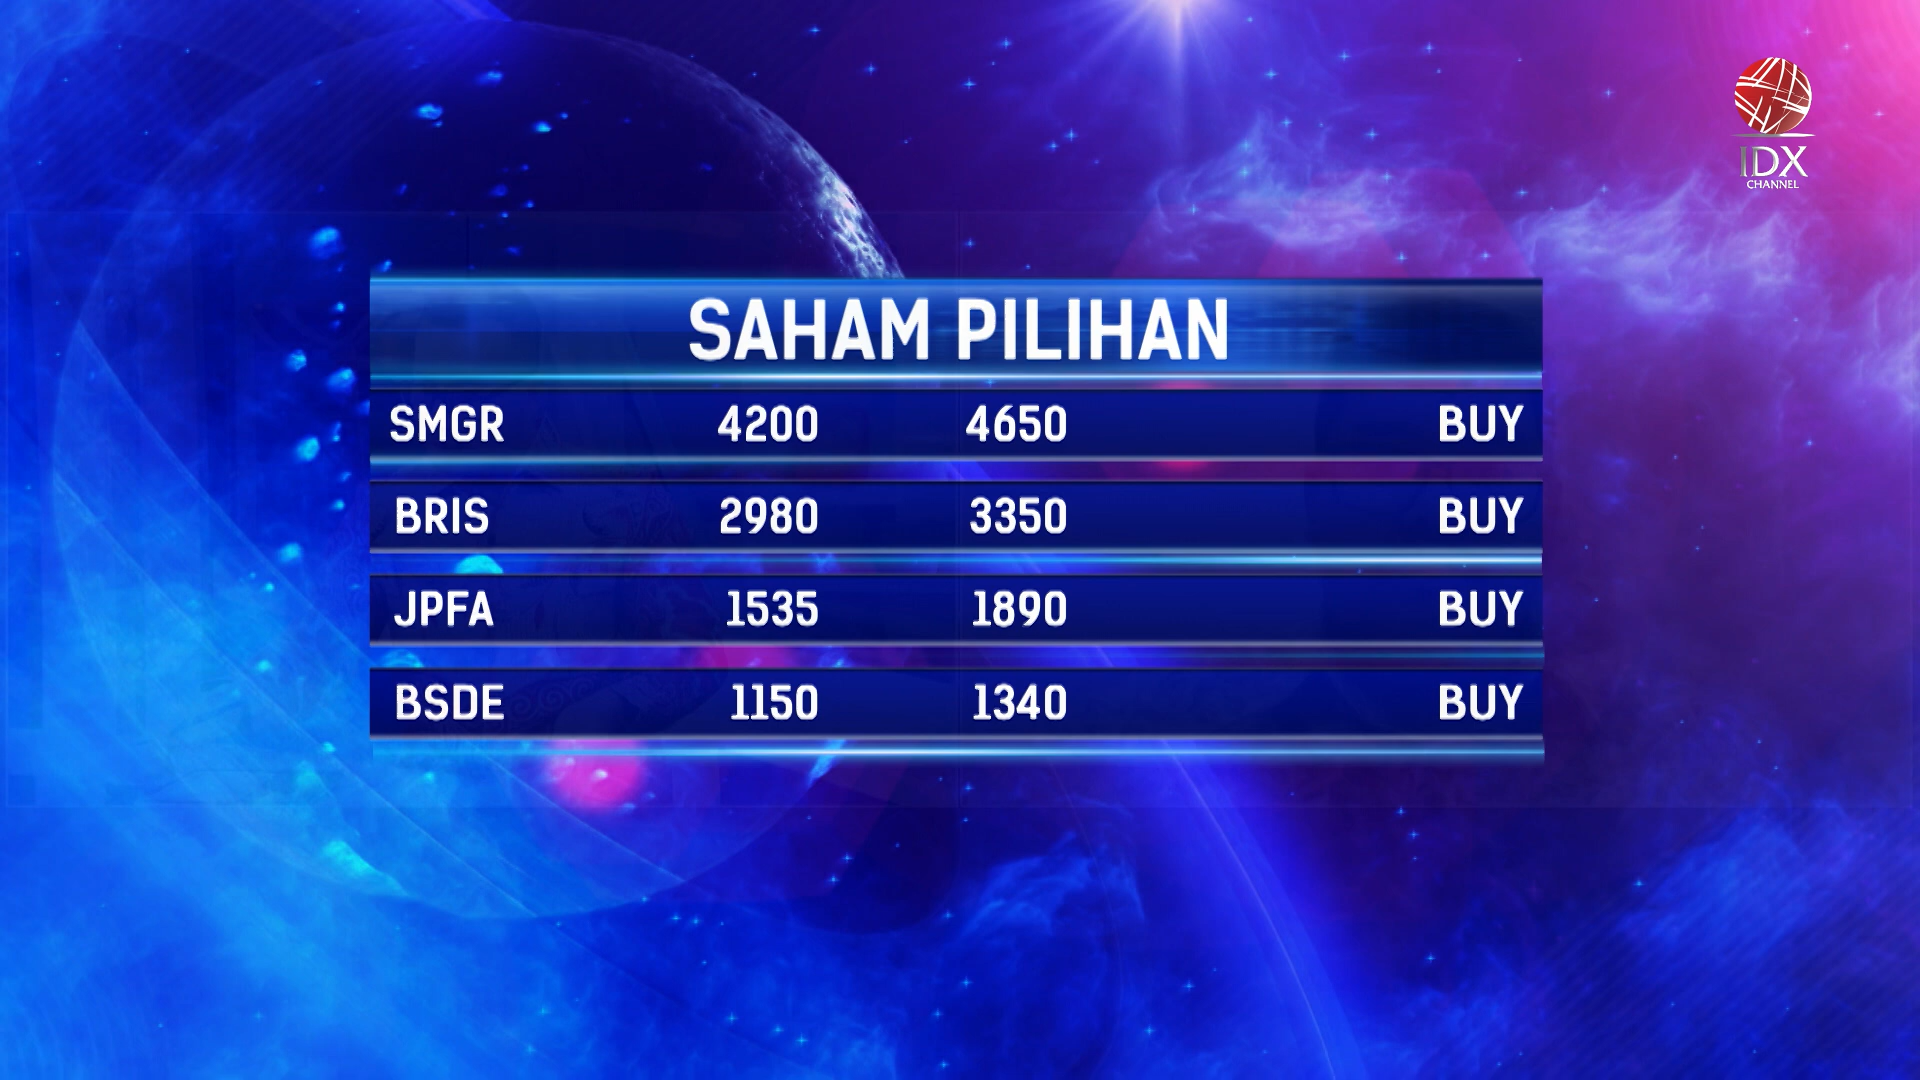 IDX
CHANNEL
SAHAM PILIHAN
SMGR 4200 4650 BUY
BRIS 2980 3350 BUY
JPFA 1535 1890 BUY
BSDE 1150 1340 BUY